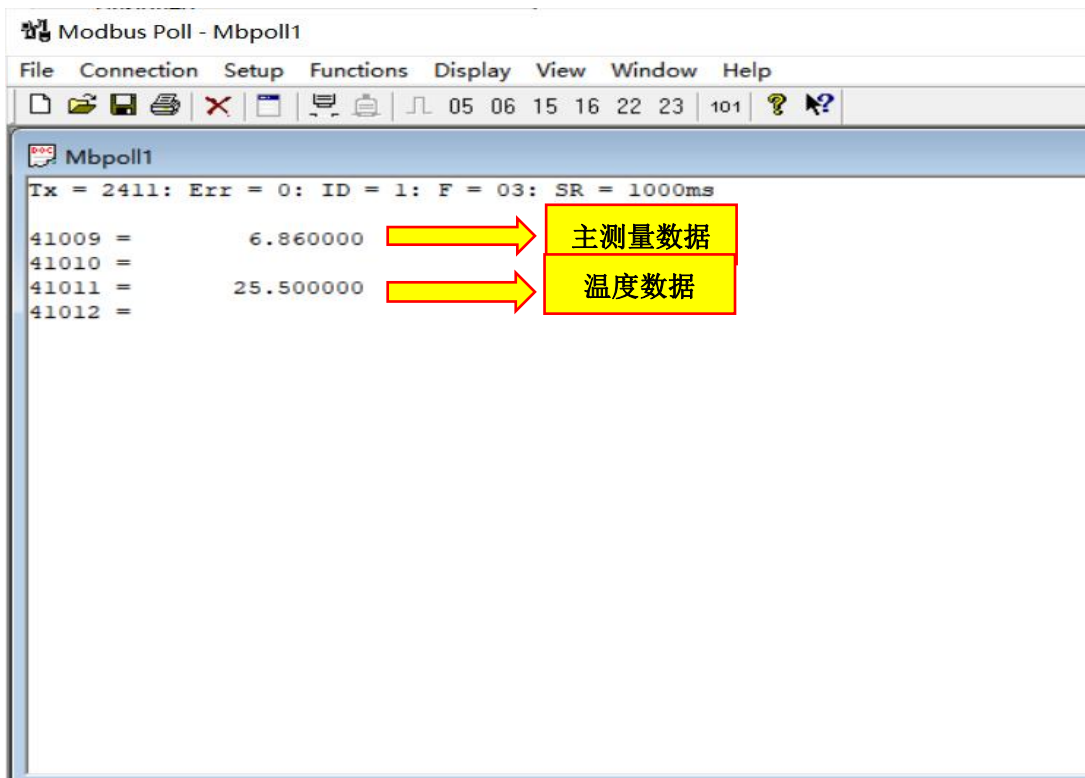 Modbus Poll - Mbpoll1
File Connection Setup Functions Display View Window Help
05 06 15 16 22 23 101
Mbpoll1
Tx = 2411: Err = 0: ID = 1: F = 03: SR = 1000ms
41009 = 6.860000 主测量数据
41010 =
41011 = 25.500000 温度数据
41012 =